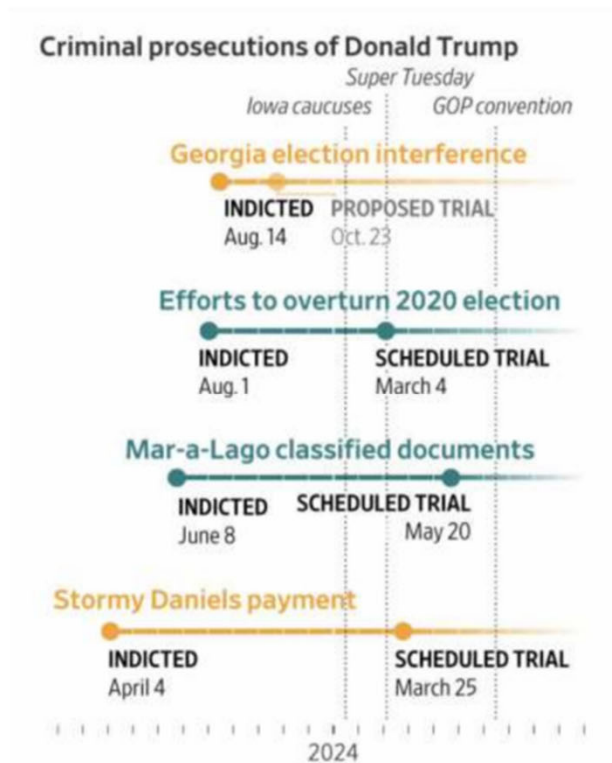 Criminal prosecutions of Donald Trump
Super Tuesday
Iowa caucuses
GOP convention
Georgia election interference
INDICTED
Aug. 14
PROPOSED TRIAL
Oct. 23
Efforts to overturn 2020 election
INDICTED
Aug. 1
SCHEDULED TRIAL
March 4
Mar-a-Lago classified documents
INDICTED
June 8
SCHEDULED TRIAL
May 20
Stormy Daniels payment
INDICTED
April 4
SCHEDULED TRIAL
March 25
2024